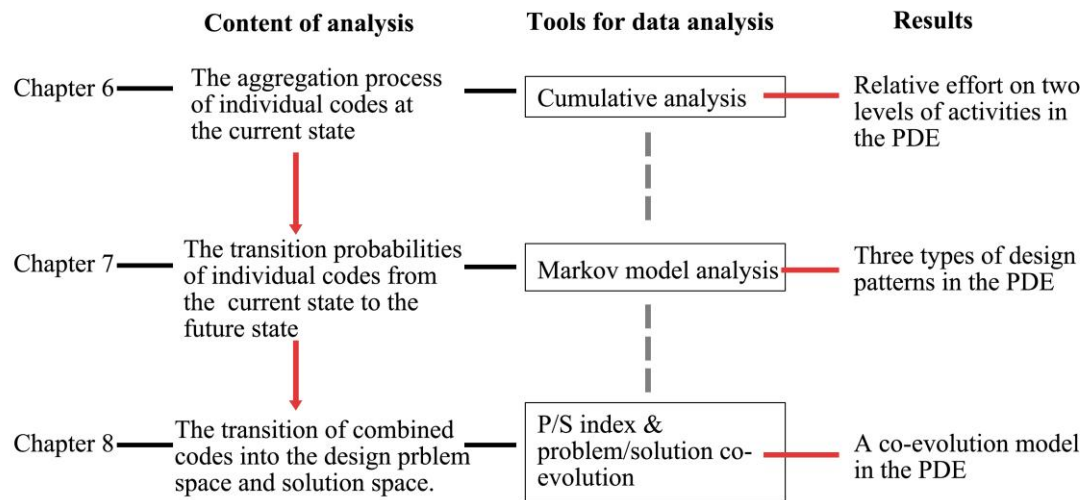 Content of analysis
Tools for data analysis
Results
Chapter 6
The aggregation process
of individual codes at
the current state
Cumulative analysis
Relative effort on two
levels of activities in
the PDE
Chapter 7
The transition probabilities
of individual codes from
the current state to the
future state
Markov model analysis
Three types of design
patterns in the PDE
Chapter 8
The transition of combined
codes into the design prblem
space and solution space.
P/S index &
problem/solution co-
evolution
A co-evolution model
in the PDE